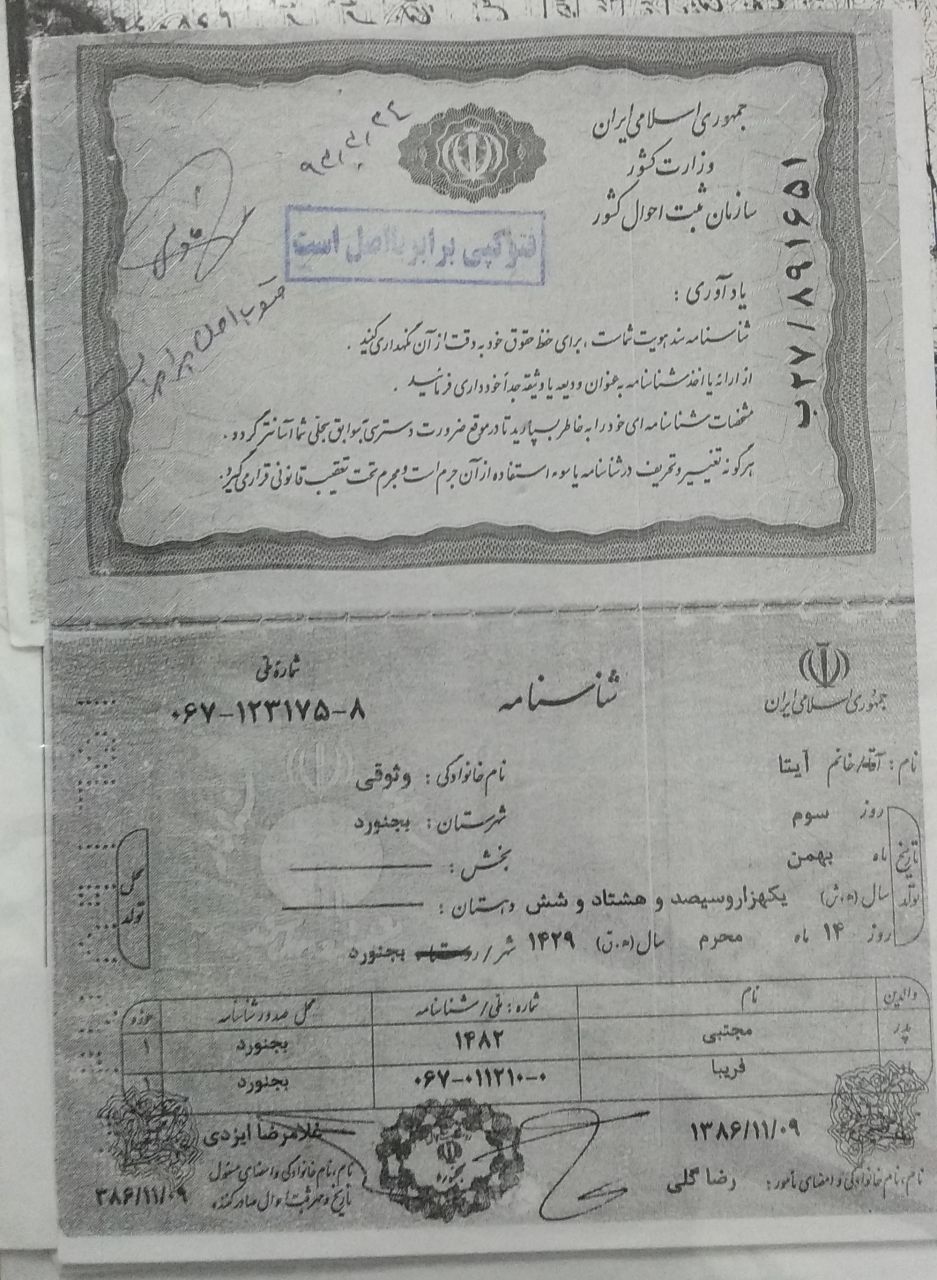 جمهوری اسلامی ایران
وزارت کشور
سازمان ثبت احوال کشور
ب۲۷/۸۹۱۶۵۱
فتوکپی برابر با اصل است
یادآوری :
شناسنامه سند هویت شماست ، برای حفظ حقوق خود به دقت از آن نگهداری کنید .
از ارائه یا اخذ شناسنامه به عنوان ودیعه یا وثیقه جداً خودداری فرمائید .
مشخصات شناسنامه ای خود را به خاطر بسپارید تا در موقع ضرورت دسترسی به سوابق سجلی شما آسانتر گردد .
هرگونه تغییر و تحریف در شناسنامه یا سوء استفاده از آن جرم است و مجرم تحت تعقیب قانونی قرار می گیرد.
جمهوری اسلامی ایران
شناسنامه
شماره ملی
۰۶۷-۱۲۳۱۷۵-۸
نام : آقا/خانم آیتا نام خانوادگی : وثوقی
تاریخ تولد
روز سوم شهرستان : بجنورد
ماه بهمن بخش :
سال (ه.ش) یکهزاروسیصد و هشتاد و شش دهستان :
روز ۱۴ ماه محرم سال (ه.ق) ۱۴۲۹ شهر/روستا بجنورد
محل تولد
والدین نام شماره : ملی/شناسنامه محل صدور شناسنامه حوزه
پدر مجتبی ۱۴۸۲ بجنورد ۱
فریبا ۰۶۷-۰۱۱۲۱۰-۰ بجنورد ۱
۱۳۸۶/۱۱/۰۹ غلامرضا ایزدی
نام، نام خانوادگی و امضای مامور : رضا گلی
نام، نام خانوادگی و امضای مسئول
تاریخ و مهر ثبت احوال صادر کننده .
۱۳۸۶/۱۱/۰۹